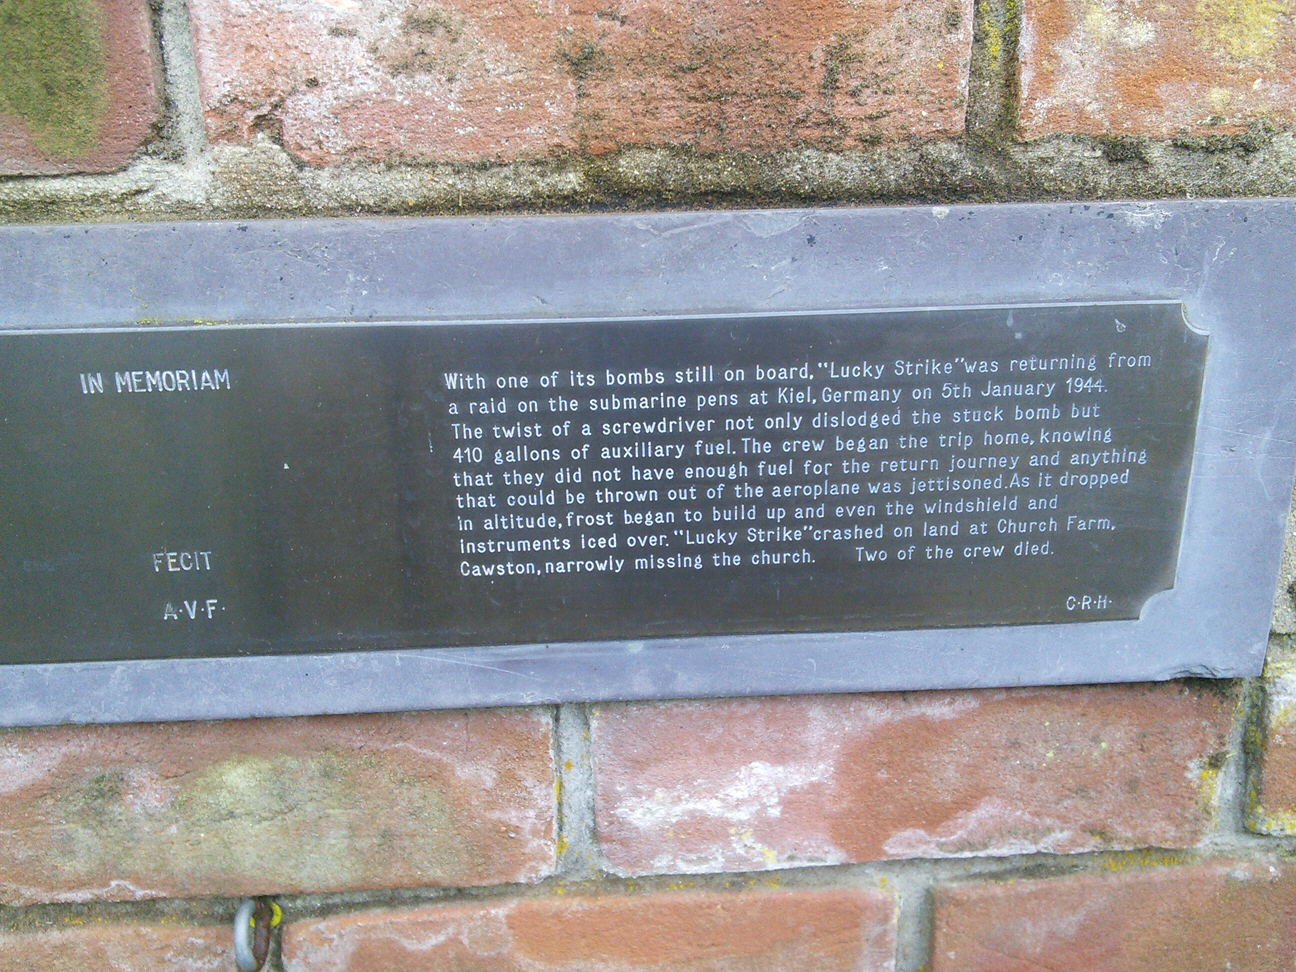 IN MEMORIAM
FECIT
A·V·F·
With one of its bombs still on board, "Lucky Strike" was returning from
a raid on the submarine pens at Kiel, Germany on 5th January 1944.
The twist of a screwdriver not only dislodged the stuck bomb but
410 gallons of auxillary fuel. The crew began the trip home, knowing
that they did not have enough fuel for the return journey and anything
that could be thrown out of the aeroplane was jettisoned. As it dropped
in altitude, frost began to build up and even the windshield and
instruments iced over. "Lucky Strike" crashed on land at Church Farm,
Cawston, narrowly missing the church. Two of the crew died.
C·R·H·